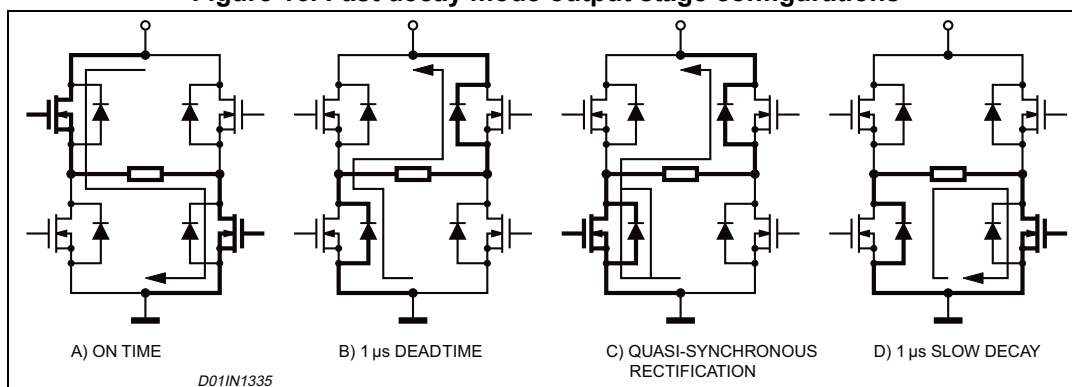 Figure 16. Fast decay mode output stage configurations
A) ON TIME
B) 1 μs DEADTIME
C) QUASI-SYNCHRONOUS
RECTIFICATION
D) 1 μs SLOW DECAY
D01IN1335